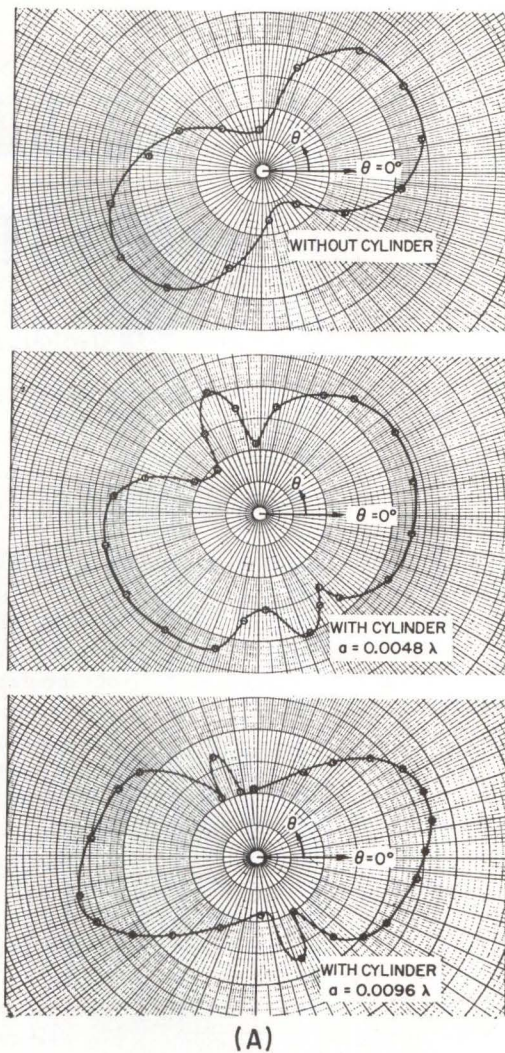 θ
θ=0°
WITHOUT CYLINDER
θ
θ=0°
WITH CYLINDER
a = 0.0048 λ
θ
θ=0°
WITH CYLINDER
a = 0.0096 λ
(A)